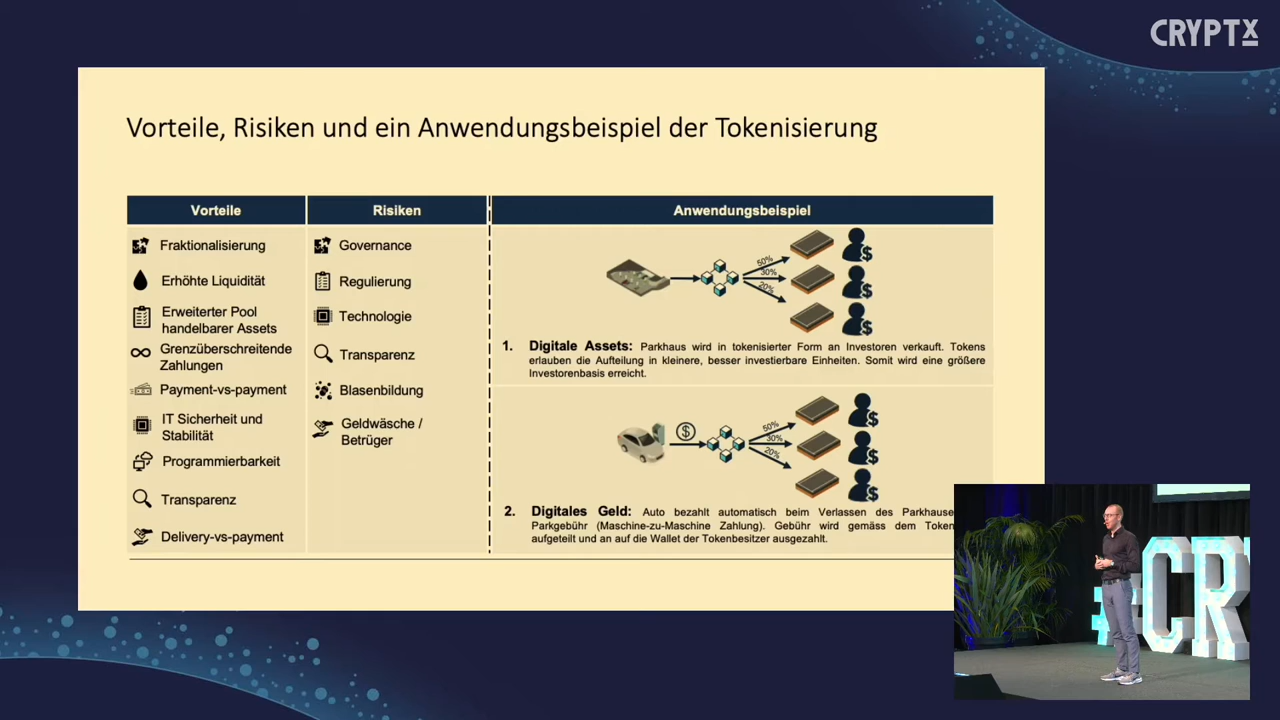 CRYPTX
Vorteile, Risiken und ein Anwendungsbeispiel der Tokenisierung
Vorteile
Risiken
Anwendungsbeispiel
Fraktionalisierung
Erhöhte Liquidität
Erweiterter Pool
handelbarer Assets
Grenzüberschreitende
Zahlungen
Payment-vs-payment
IT Sicherheit und
Stabilität
Programmierbarkeit
Transparenz
Delivery-vs-payment
Governance
Regulierung
Technologie
Transparenz
Blasenbildung
Geldwäsche /
Betrüger
50%
30%
20%
$
$
$
1. Digitale Assets: Parkhaus wird in tokenisierter Form an Investoren verkauft. Tokens
erlauben die Aufteilung in kleinere, besser investierbare Einheiten. Somit wird eine größere
Investorenbasis erreicht.
$
50%
30%
20%
$
$
$
2. Digitales Geld: Auto bezahlt automatisch beim Verlassen des Parkhauses
Parkgebühr (Maschine-zu-Maschine Zahlung). Gebühr wird gemäss dem Token
aufgeteilt und an auf die Wallet der Tokenbesitzer ausgezahlt.
#CR